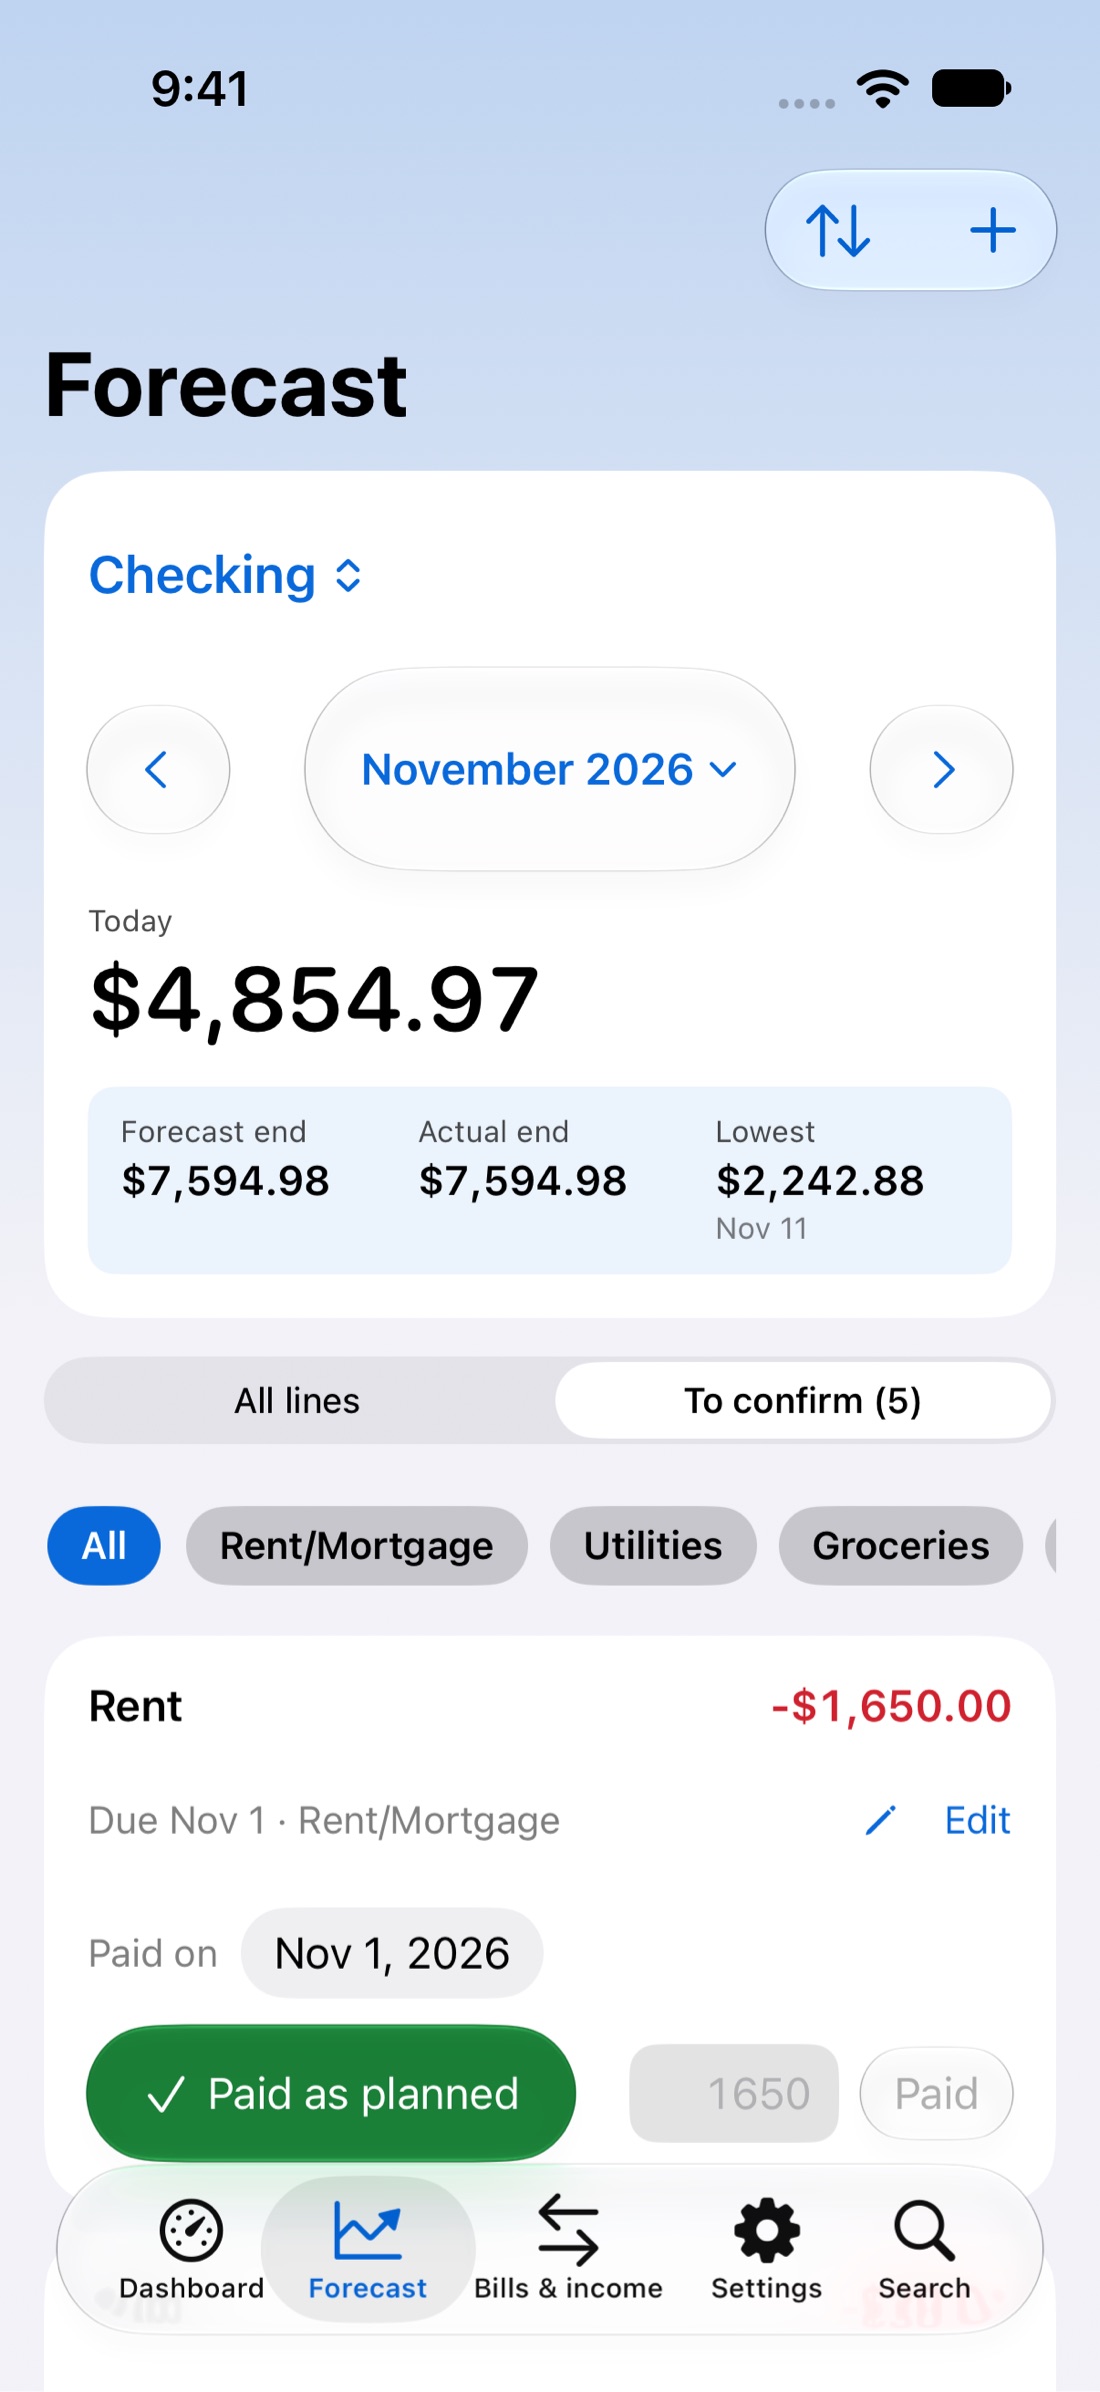 9:41
Forecast
Checking
November 2026
Today
$4,854.97
Forecast end Actual end Lowest
$7,594.98 $7,594.98 $2,242.88
Nov 11
All lines To confirm (5)
All Rent/Mortgage Utilities Groceries
Rent -$1,650.00
Due Nov 1 · Rent/Mortgage Edit
Paid on Nov 1, 2026
Paid as planned 1650 Paid
Dashboard Forecast Bills & income Settings Search